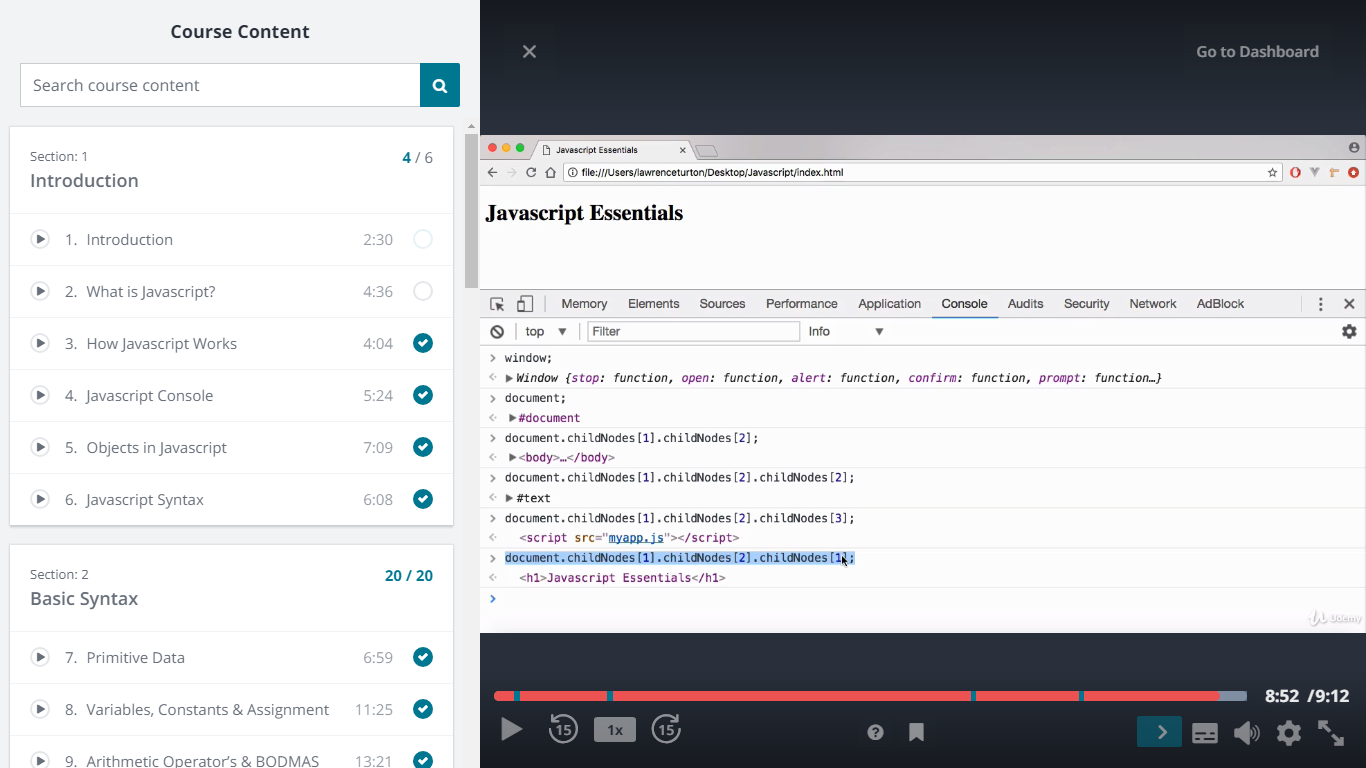 Course Content
Search course content
Section: 1
4 / 6
Introduction
1. Introduction 2:30
2. What is Javascript? 4:36
3. How Javascript Works 4:04
4. Javascript Console 5:24
5. Objects in Javascript 7:09
6. Javascript Syntax 6:08
Section: 2
20 / 20
Basic Syntax
7. Primitive Data 6:59
8. Variables, Constants & Assignment 11:25
9. Arithmetic Operator's & BODMAS 13:21
Go to Dashboard
Javascript Essentials
file:///Users/lawrenceturton/Desktop/Javascript/index.html
Javascript Essentials
Memory Elements Sources Performance Application Console Audits Security Network AdBlock
top Filter Info
window;
Window {stop: function, open: function, alert: function, confirm: function, prompt: function…}
document;
#document
document.childNodes[1].childNodes[2];
<body>…</body>
document.childNodes[1].childNodes[2].childNodes[2];
#text
document.childNodes[1].childNodes[2].childNodes[3];
<script src="myapp.js"></script>
document.childNodes[1].childNodes[2].childNodes[1];
<h1>Javascript Essentials</h1>
Udemy
8:52 / 9:12
15 1x 15